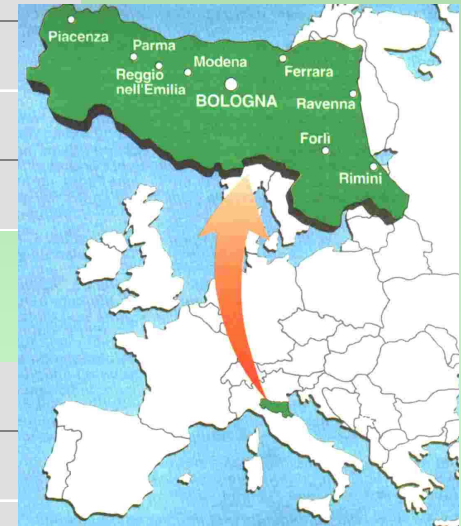 Piacenza
Parma
Reggio
nell'Emilia
Modena
BOLOGNA
Ferrara
Ravenna
Forlì
Rimini